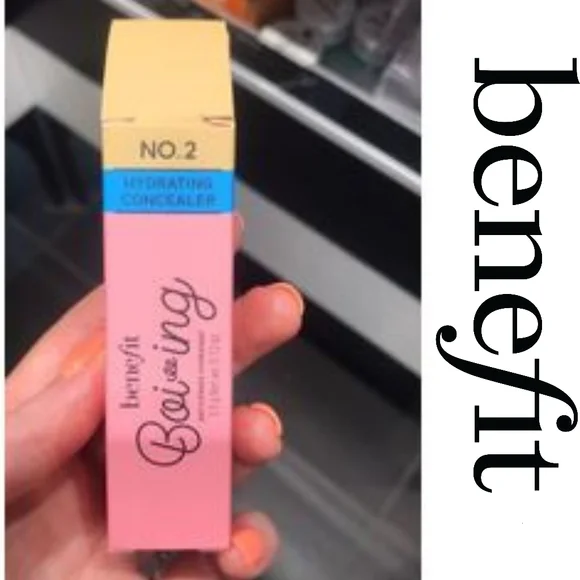 NO.2
HYDRATING
CONCEALER
benefit
Boi-ing
benefit